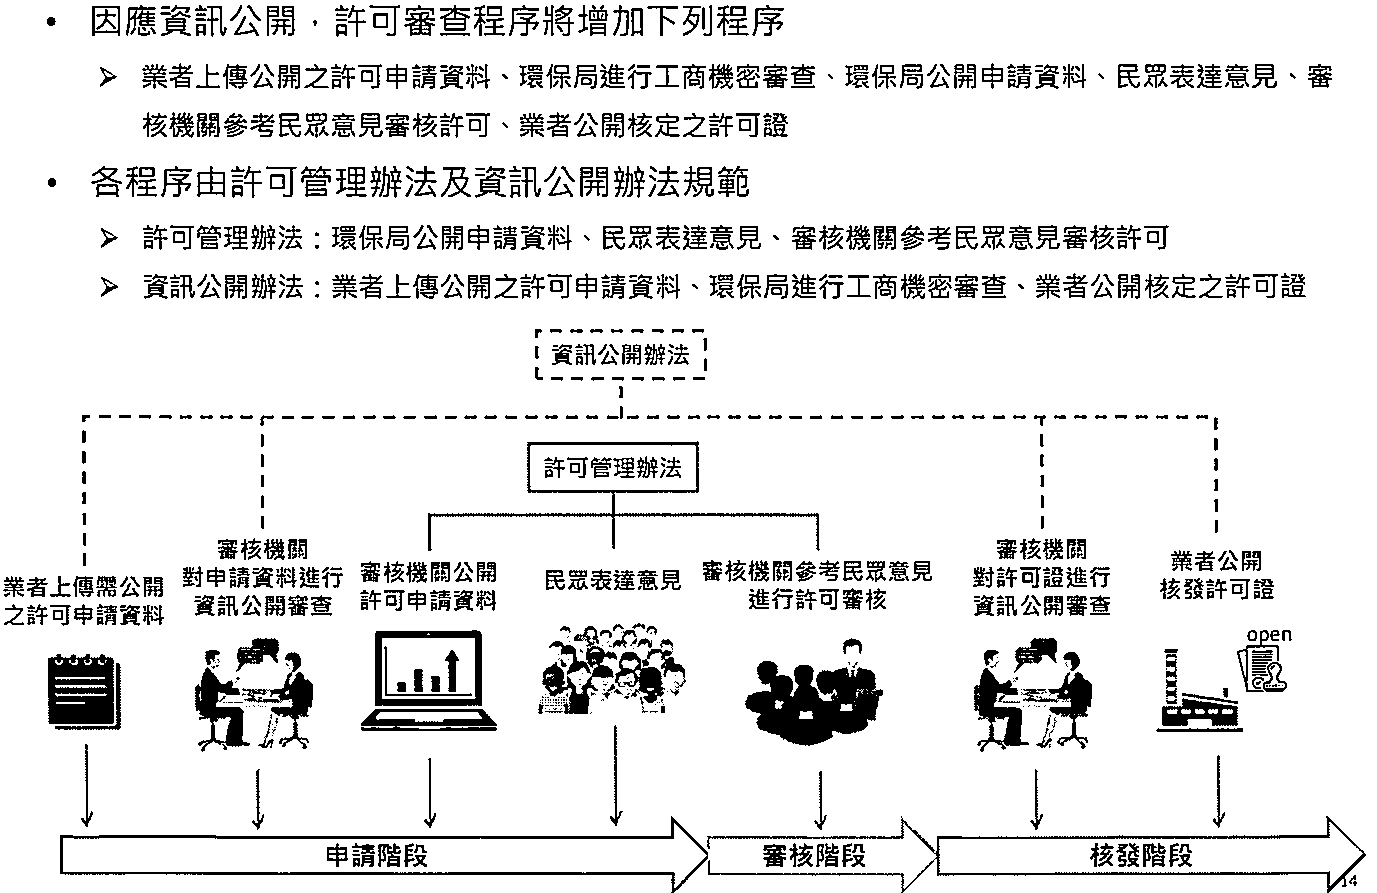 • 因應資訊公開，許可審查程序將增加下列程序
➢ 業者上傳公開之許可申請資料、環保局進行工商機密審查、環保局公開申請資料、民眾表達意見、審
核機關參考民眾意見審核許可、業者公開核定之許可證
• 各程序由許可管理辦法及資訊公開辦法規範
➢ 許可管理辦法：環保局公開申請資料、民眾表達意見、審核機關參考民眾意見審核許可
➢ 資訊公開辦法：業者上傳公開之許可申請資料、環保局進行工商機密審查、業者公開核定之許可證
資訊公開辦法
許可管理辦法
業者上傳需公開
之許可申請資料
審核機關
對申請資料進行
資訊公開審查
審核機關公開
許可申請資料
民眾表達意見
審核機關參考民眾意見
進行許可審核
審核機關
對許可證進行
資訊公開審查
業者公開
核發許可證
open
申請階段
審核階段
核發階段
14